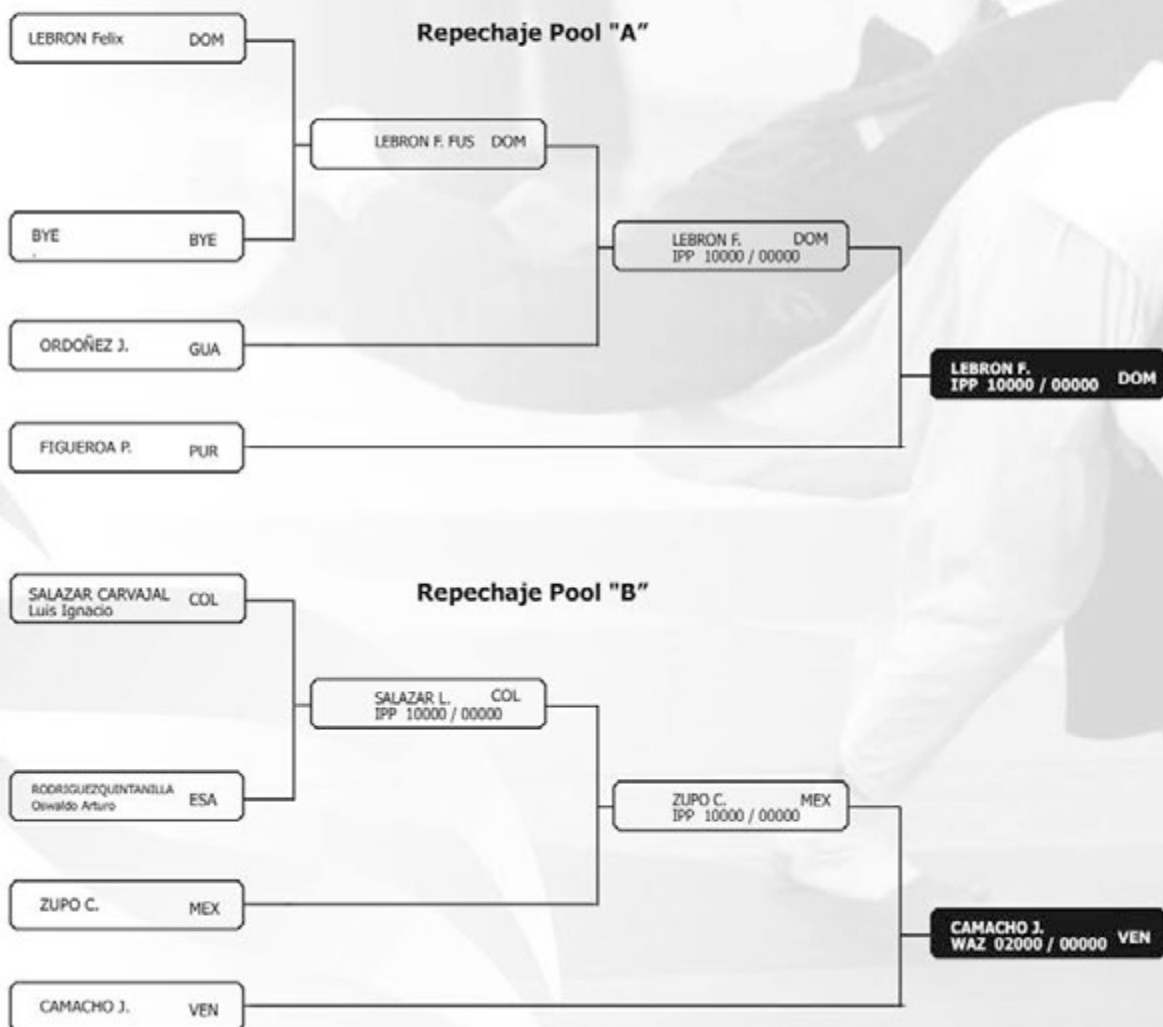 Repechaje Pool "A"
LEBRON Felix DOM
LEBRON F. FUS DOM
BYE BYE
LEBRON F. DOM
IPP 10000 / 00000
ORDOÑEZ J. GUA
LEBRON F. DOM
IPP 10000 / 00000
FIGUEROA P. PUR
Repechaje Pool "B"
SALAZAR CARVAJAL COL
Luis Ignacio
SALAZAR L. COL
IPP 10000 / 00000
RODRIGUEZQUINTANILLA ESA
Oswaldo Arturo
ZUPO C. MEX
IPP 10000 / 00000
ZUPO C. MEX
CAMACHO J. VEN
WAZ 02000 / 00000
CAMACHO J. VEN